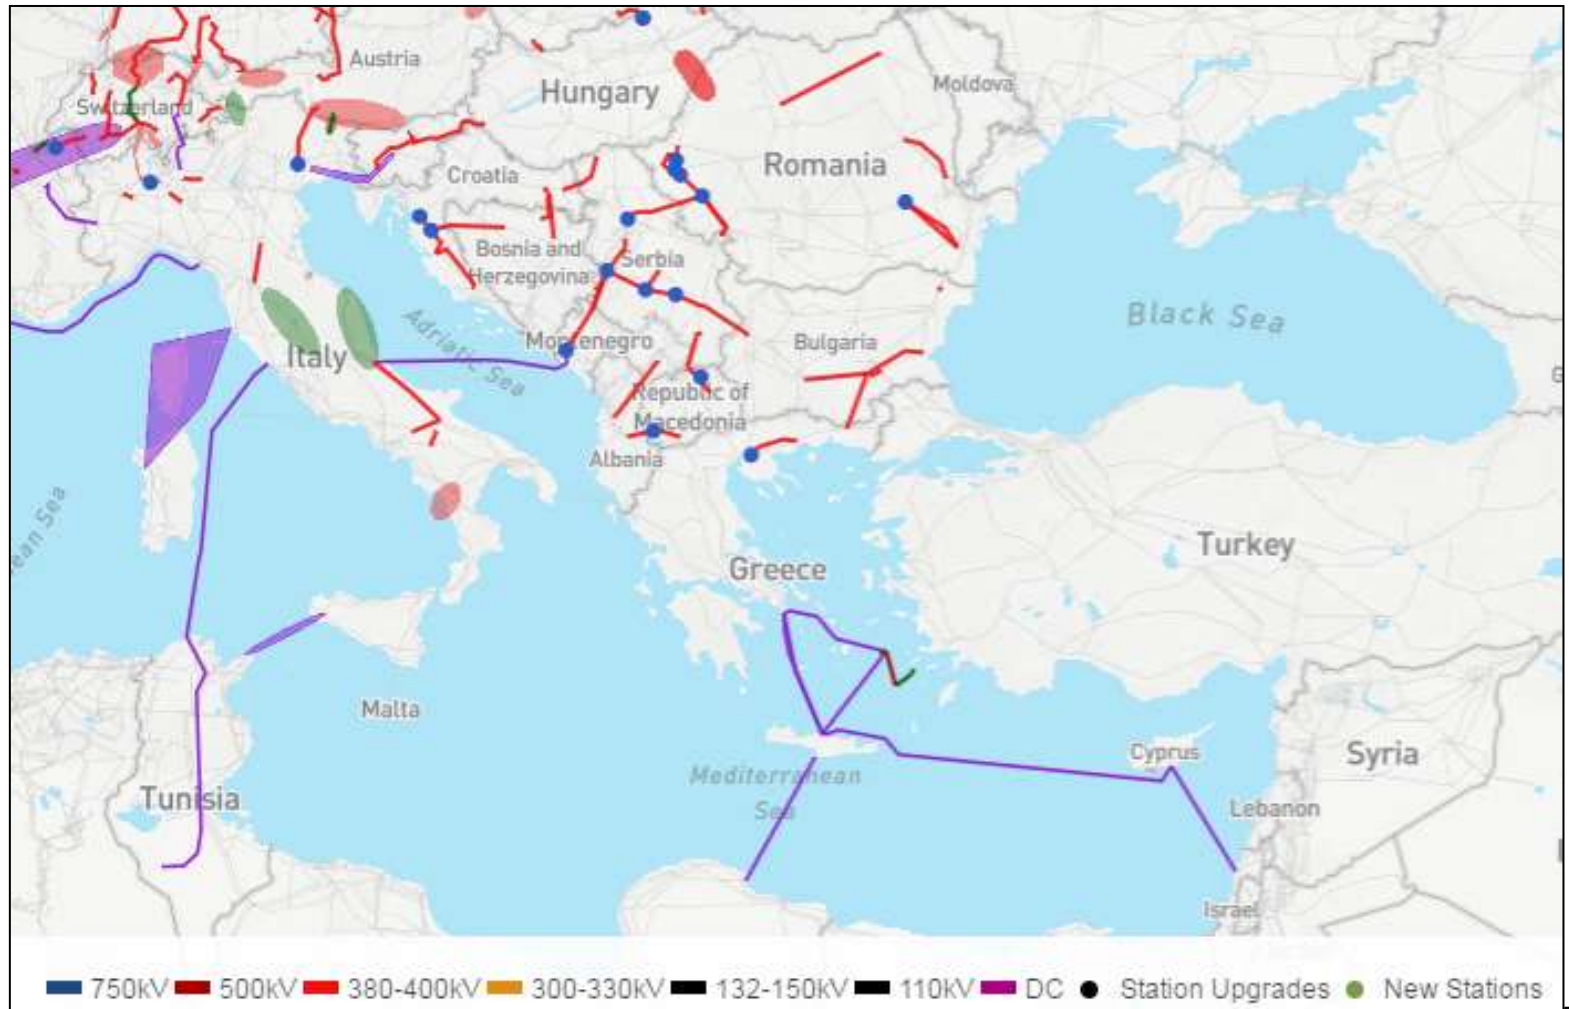 Austria
Hungary
Moldova
Switzerland
Romania
Croatia
Bosnia and
Herzegovina
Serbia
Adriatic Sea
Black Sea
Montenegro
Bulgaria
Italy
Republic of
Macedonia
Albania
ean Sea
Greece
Turkey
Malta
Cyprus
Syria
Mediterranean
Sea
Tunisia
Lebanon
Israel
750kV 500kV 380-400kV 300-330kV 132-150kV 110kV DC Station Upgrades New Stations